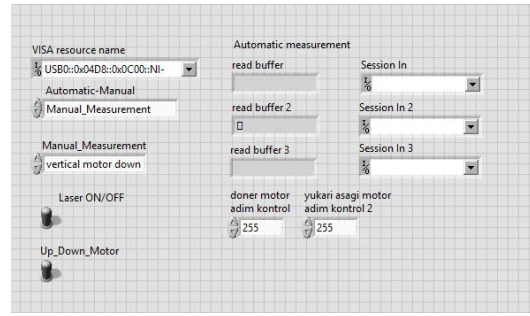 VISA resource name
USB0::0x04D8::0x0C00::NI-
Automatic-Manual
Manual_Measurement
Manual_Measurement
vertical motor down
Laser ON/OFF
Up_Down_Motor
Automatic measurement
read buffer
Session In
read buffer 2
Session In 2
read buffer 3
Session In 3
doner motor
adim kontrol
255
yukari asagi motor
adim kontrol 2
255